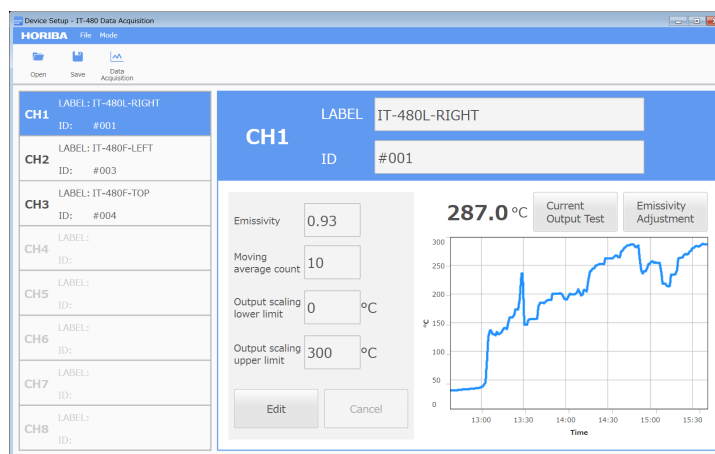 Device Setup - IT-480 Data Acquisition
HORIBA File Mode
Open Save Data
Acquisition
LABEL: IT-480L-RIGHT
CH1
ID: #001
LABEL: IT-480F-LEFT
CH2
ID: #003
LABEL: IT-480F-TOP
CH3
ID: #004
LABEL:
CH4
ID:
LABEL:
CH5
ID:
LABEL:
CH6
ID:
LABEL:
CH7
ID:
LABEL:
CH8
ID:
CH1
LABEL IT-480L-RIGHT
ID #001
Emissivity 0.93
Moving
average count 10
Output scaling
lower limit 0 °C
Output scaling
upper limit 300 °C
Edit Cancel
287.0 °C
Current
Output Test
Emissivity
Adjustment
300
250
200
150
100
50
0
°C
13:00 13:30 14:00 14:30 15:00 15:30
Time